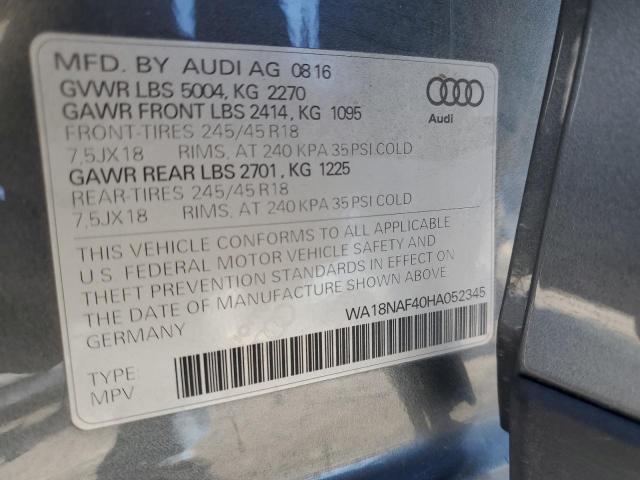 MFD. BY AUDI AG 08 16
GVWR LBS 5004, KG 2270
GAWR FRONT LBS 2414, KG 1095
FRONT-TIRES 245/45 R18
7,5JX18 RIMS, AT 240 KPA 35 PSI COLD
GAWR REAR LBS 2701, KG 1225
REAR-TIRES 245/45 R18
7,5JX18 RIMS, AT 240 KPA 35 PSI COLD
Audi
THIS VEHICLE CONFORMS TO ALL APPLICABLE
U.S. FEDERAL MOTOR VEHICLE SAFETY AND
THEFT PREVENTION STANDARDS IN EFFECT ON
DATE OF MANUFACTURE SHOWN ABOVE.
GERMANY
WA18NAF40HA052345
TYPE:
MPV